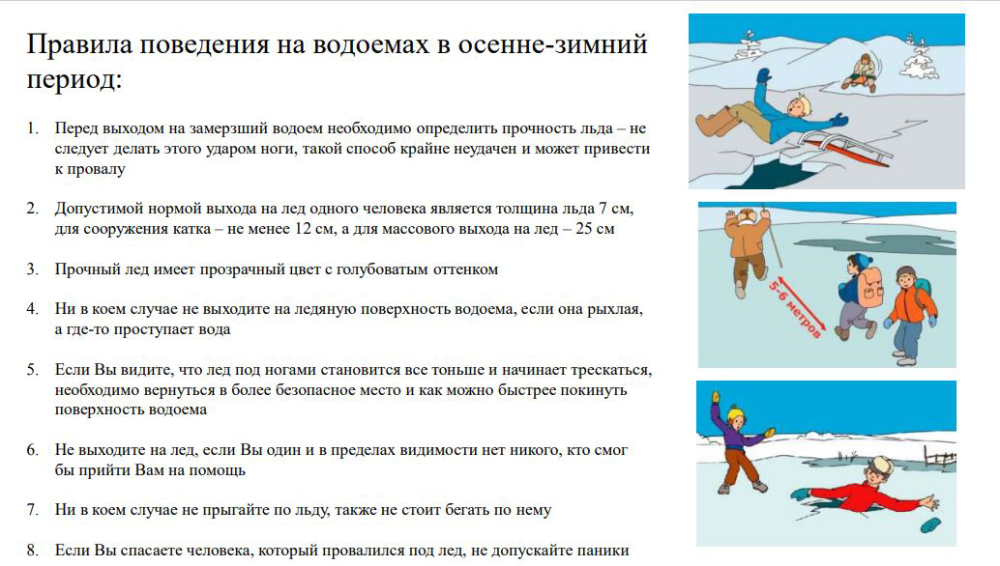 Правила поведения на водоемах в осенне-зимний
период:
1. Перед выходом на замерзший водоем необходимо определить прочность льда – не
следует делать этого ударом ноги, такой способ крайне неудачен и может привести
к провалу
2. Допустимой нормой выхода на лед одного человека является толщина льда 7 см,
для сооружения катка – не менее 12 см, а для массового выхода на лед – 25 см
3. Прочный лед имеет прозрачный цвет с голубоватым оттенком
4. Ни в коем случае не выходите на ледяную поверхность водоема, если она рыхлая,
а где-то проступает вода
5. Если Вы видите, что лед под ногами становится все тоньше и начинает трескаться,
необходимо вернуться в более безопасное место и как можно быстрее покинуть
поверхность водоема
6. Не выходите на лед, если Вы один и в пределах видимости нет никого, кто смог
бы прийти Вам на помощь
7. Ни в коем случае не прыгайте по льду, также не стоит бегать по нему
8. Если Вы спасаете человека, который провалился под лед, не допускайте паники
5-6 метров